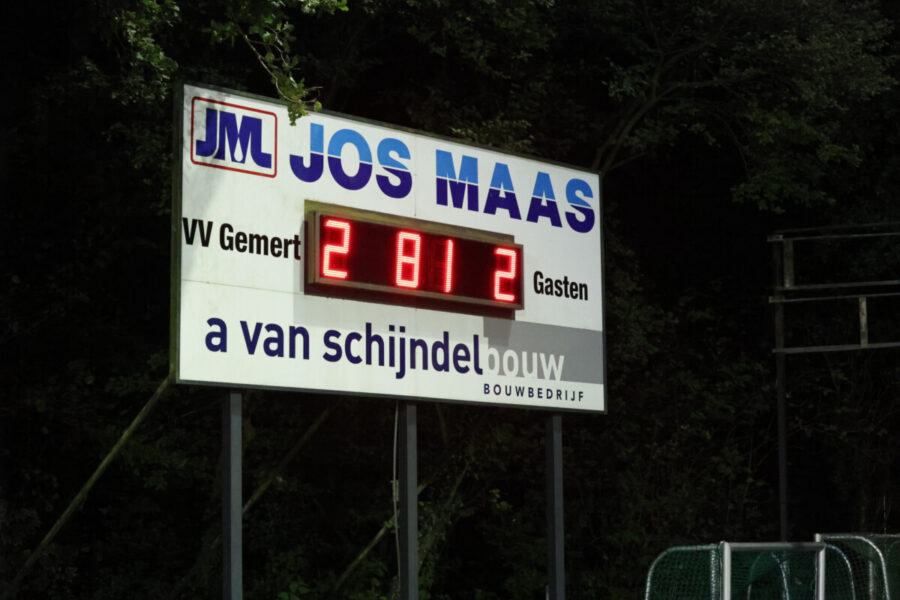 JML JOS MAAS
VV Gemert 2 81 2 Gasten
a van schijndelbouw
BOUWBEDRIJF